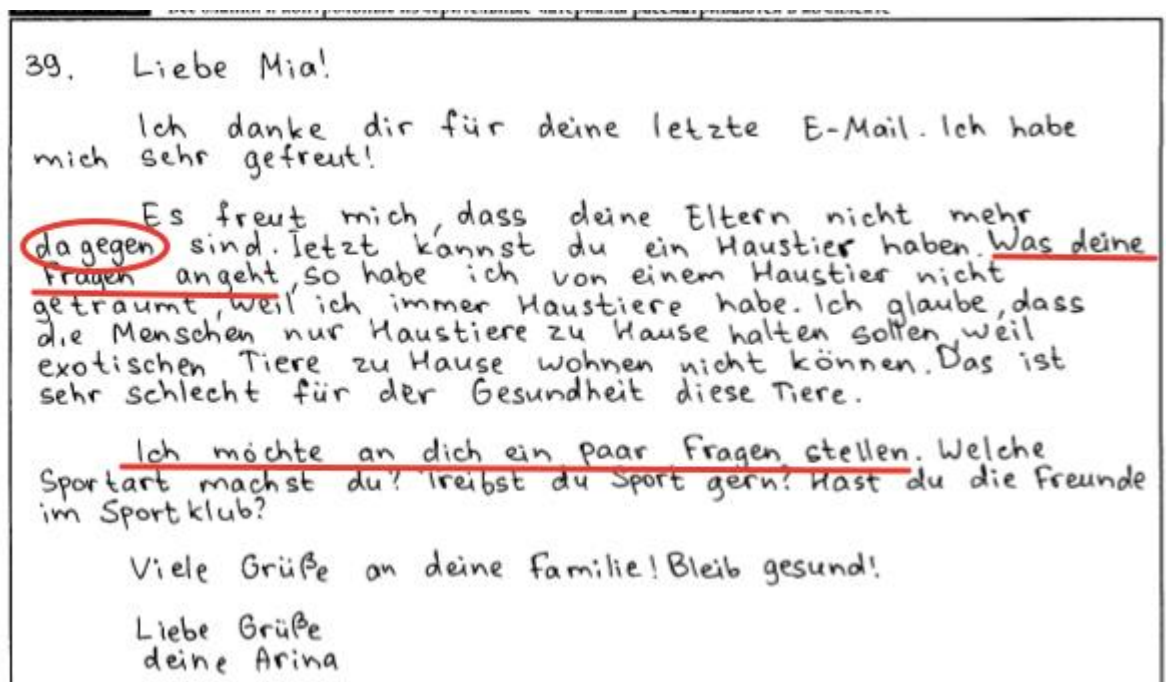 39. Liebe Mia!
Ich danke dir für deine letzte E-Mail. Ich habe
mich sehr gefreut!
Es freut mich, dass deine Eltern nicht mehr
dagegen sind. Jetzt kannst du ein Haustier haben. Was deine
Fragen angeht, so habe ich von einem Haustier nicht
geträumt, weil ich immer Haustiere habe. Ich glaube, dass
die Menschen nur Haustiere zu Hause halten sollen, weil
exotischen Tiere zu Hause wohnen nicht können. Das ist
sehr schlecht für der Gesundheit diese Tiere.
Ich möchte an dich ein paar Fragen stellen. Welche
Sportart machst du? Treibst du Sport gern? Hast du die Freunde
im Sportklub?
Viele Grüße an deine Familie! Bleib gesund!
Liebe Grüße
deine Arina